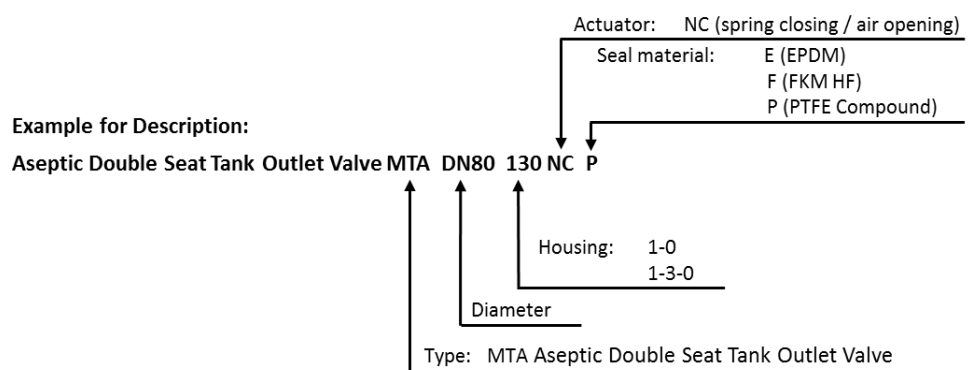 Actuator: NC (spring closing / air opening)
Seal material: E (EPDM)
F (FKM HF)
P (PTFE Compound)
Example for Description:
Aseptic Double Seat Tank Outlet Valve MTA DN80 130 NC P
Housing: 1-0
1-3-0
Diameter
Type: MTA Aseptic Double Seat Tank Outlet Valve